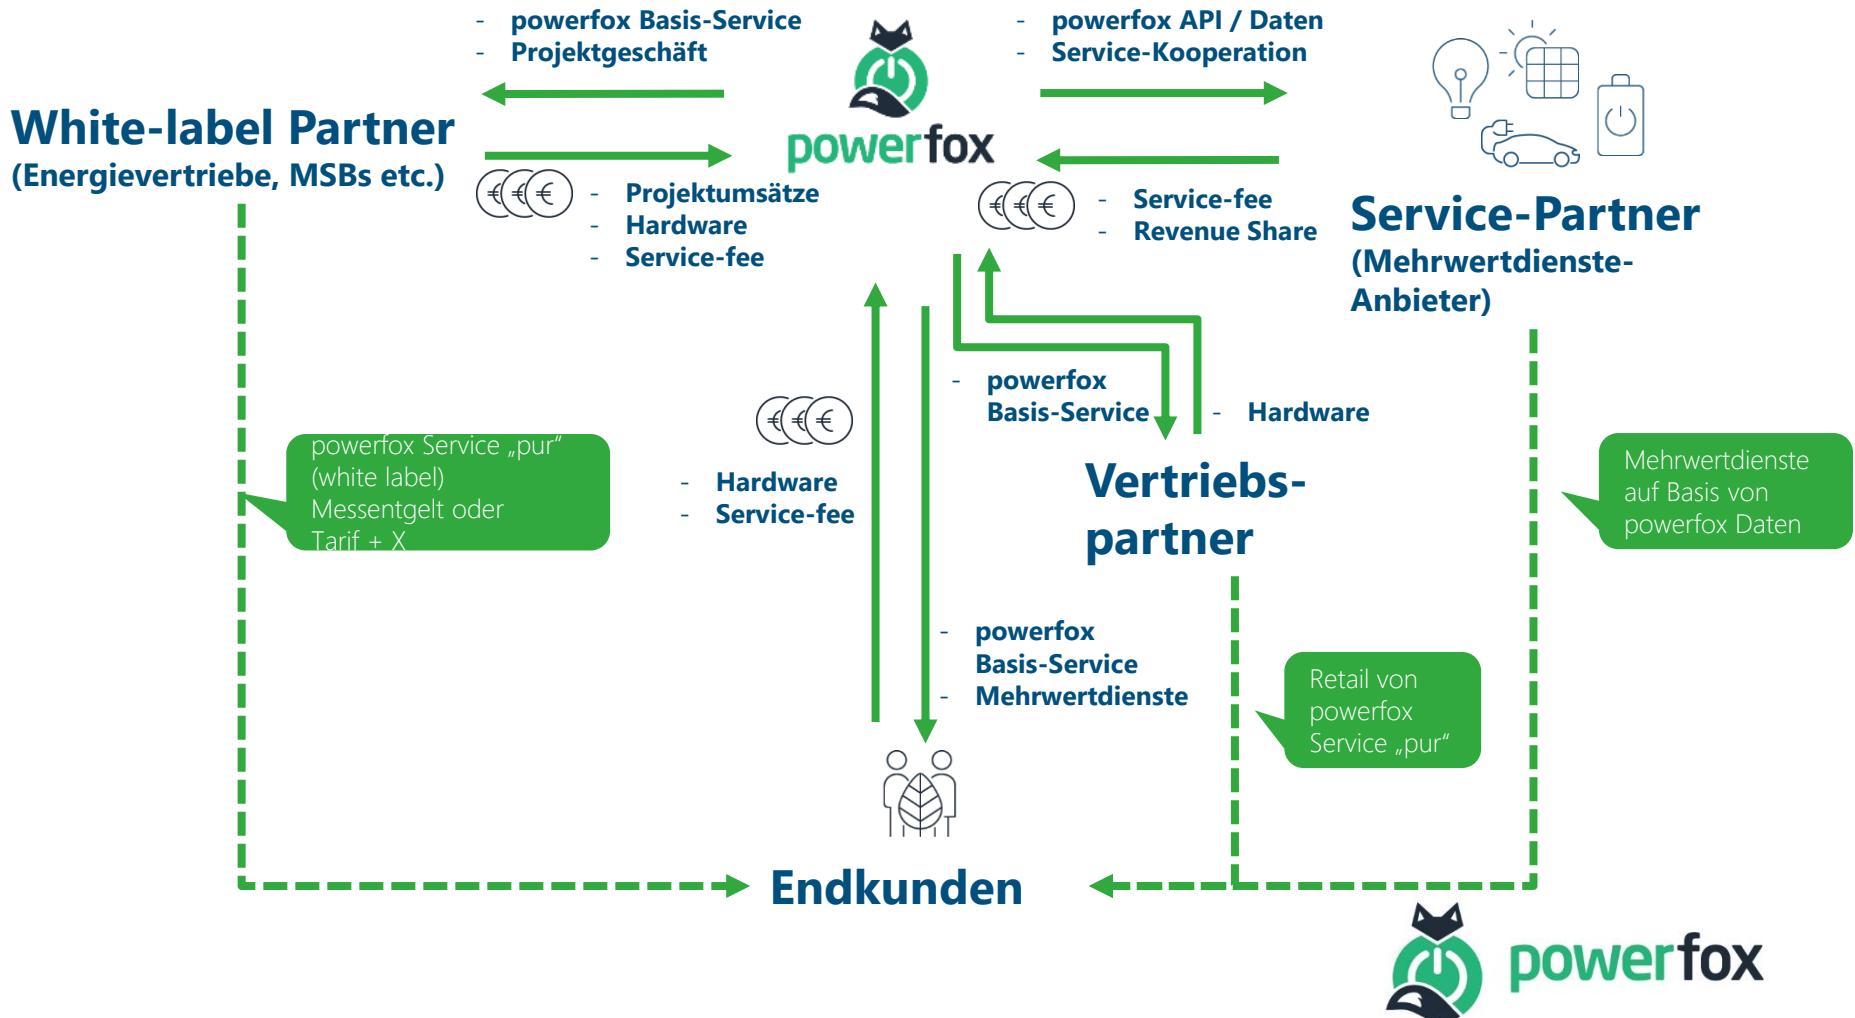 - powerfox Basis-Service
- Projektgeschäft
- powerfox API / Daten
- Service-Kooperation
powerfox
White-label Partner
(Energievertriebe, MSBs etc.)
€€€
- Projektumsätze
- Hardware
- Service-fee
€€€
- Service-fee
- Revenue Share
Service-Partner
(Mehrwertdienste-
Anbieter)
- powerfox
Basis-Service
- Hardware
€€€
- Hardware
- Service-fee
powerfox Service „pur“
(white label)
Messentgelt oder
Tarif + X
Vertriebs-
partner
Mehrwertdienste
auf Basis von
powerfox Daten
- powerfox
Basis-Service
- Mehrwertdienste
Retail von
powerfox
Service „pur“
Endkunden
powerfox